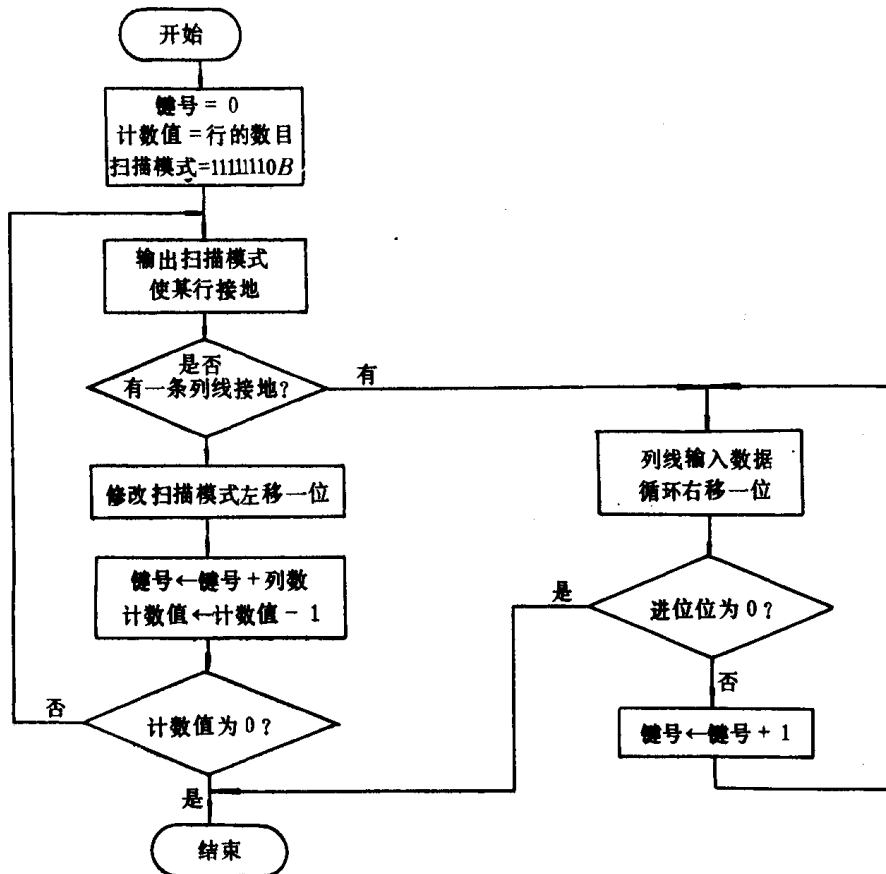 开始
键号 = 0
计数值 = 行的数目
扫描模式=11111110B
输出扫描模式
使某行接地
是否
有一条列线接地?
有
修改扫描模式左移一位
键号←键号 + 列数
计数值←计数值 - 1
计数值为 0?
否
是
结束
列线输入数据
循环右移一位
进位位为 0?
是
否
键号←键号 + 1